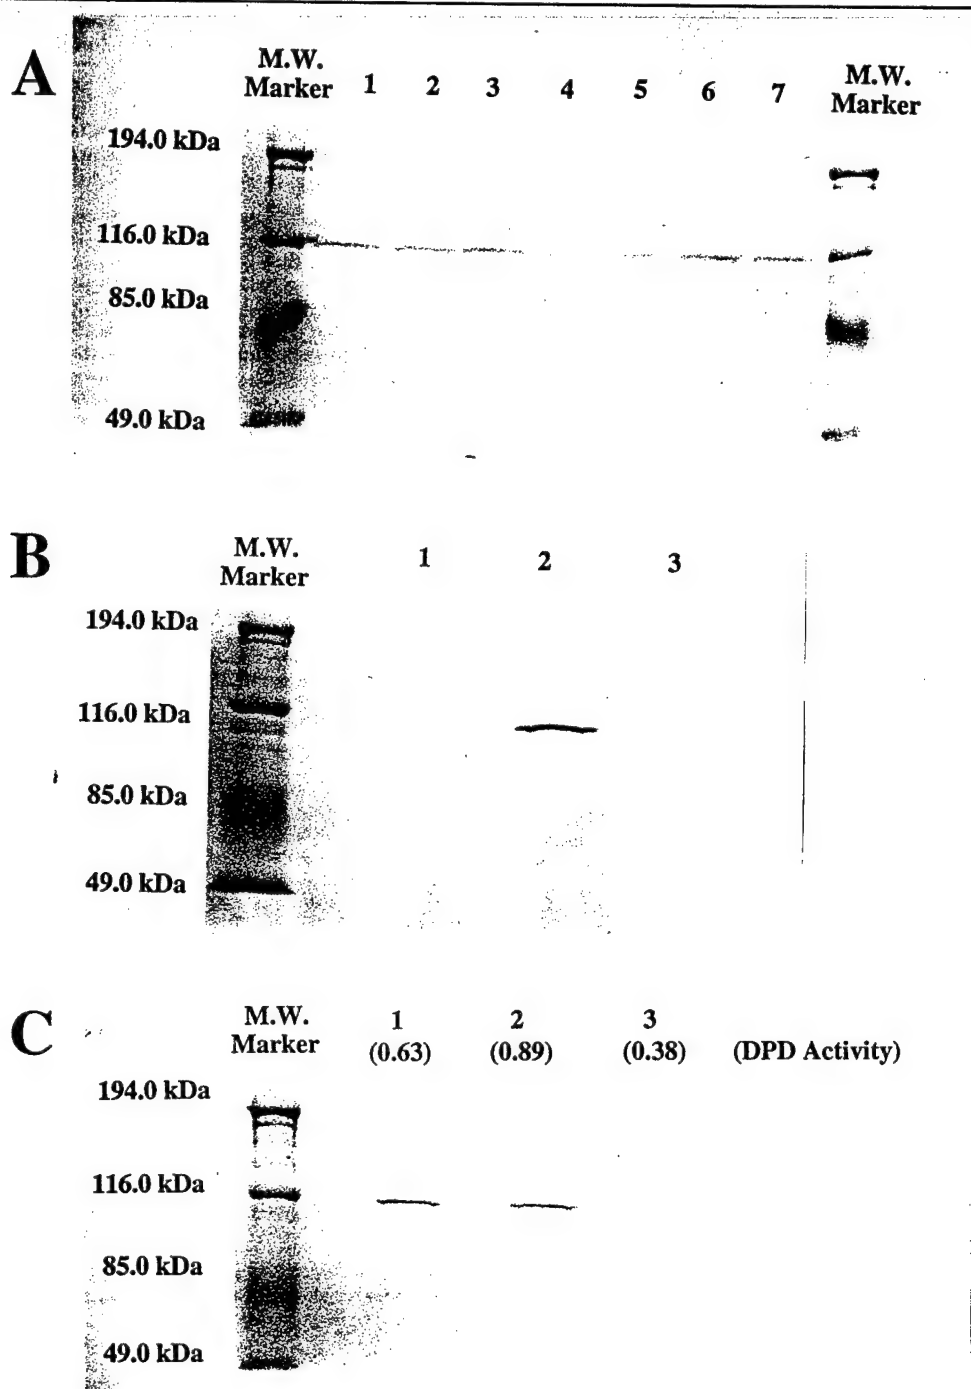 A
M.W.
Marker
1 2 3 4 5 6 7
M.W.
Marker
194.0 kDa
116.0 kDa
85.0 kDa
49.0 kDa
B
M.W.
Marker
1 2 3
194.0 kDa
116.0 kDa
85.0 kDa
49.0 kDa
C
M.W.
Marker
1 2 3
(0.63) (0.89) (0.38) (DPD Activity)
194.0 kDa
116.0 kDa
85.0 kDa
49.0 kDa